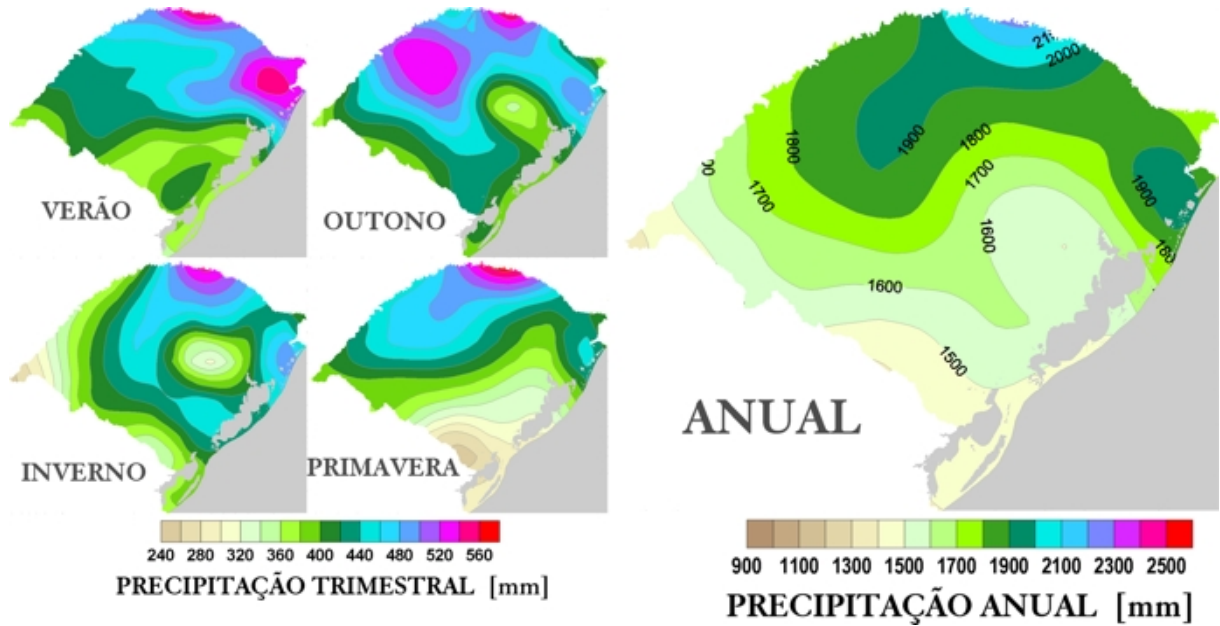 VERÃO
OUTONO
INVERNO
PRIMAVERA
240 280 320 360 400 440 480 520 560
PRECIPITAÇÃO TRIMESTRAL [mm]
2000
1900
1800
1800
1700
1700
1900
1600
1600
1500
ANUAL
900 1100 1300 1500 1700 1900 2100 2300 2500
PRECIPITAÇÃO ANUAL [mm]